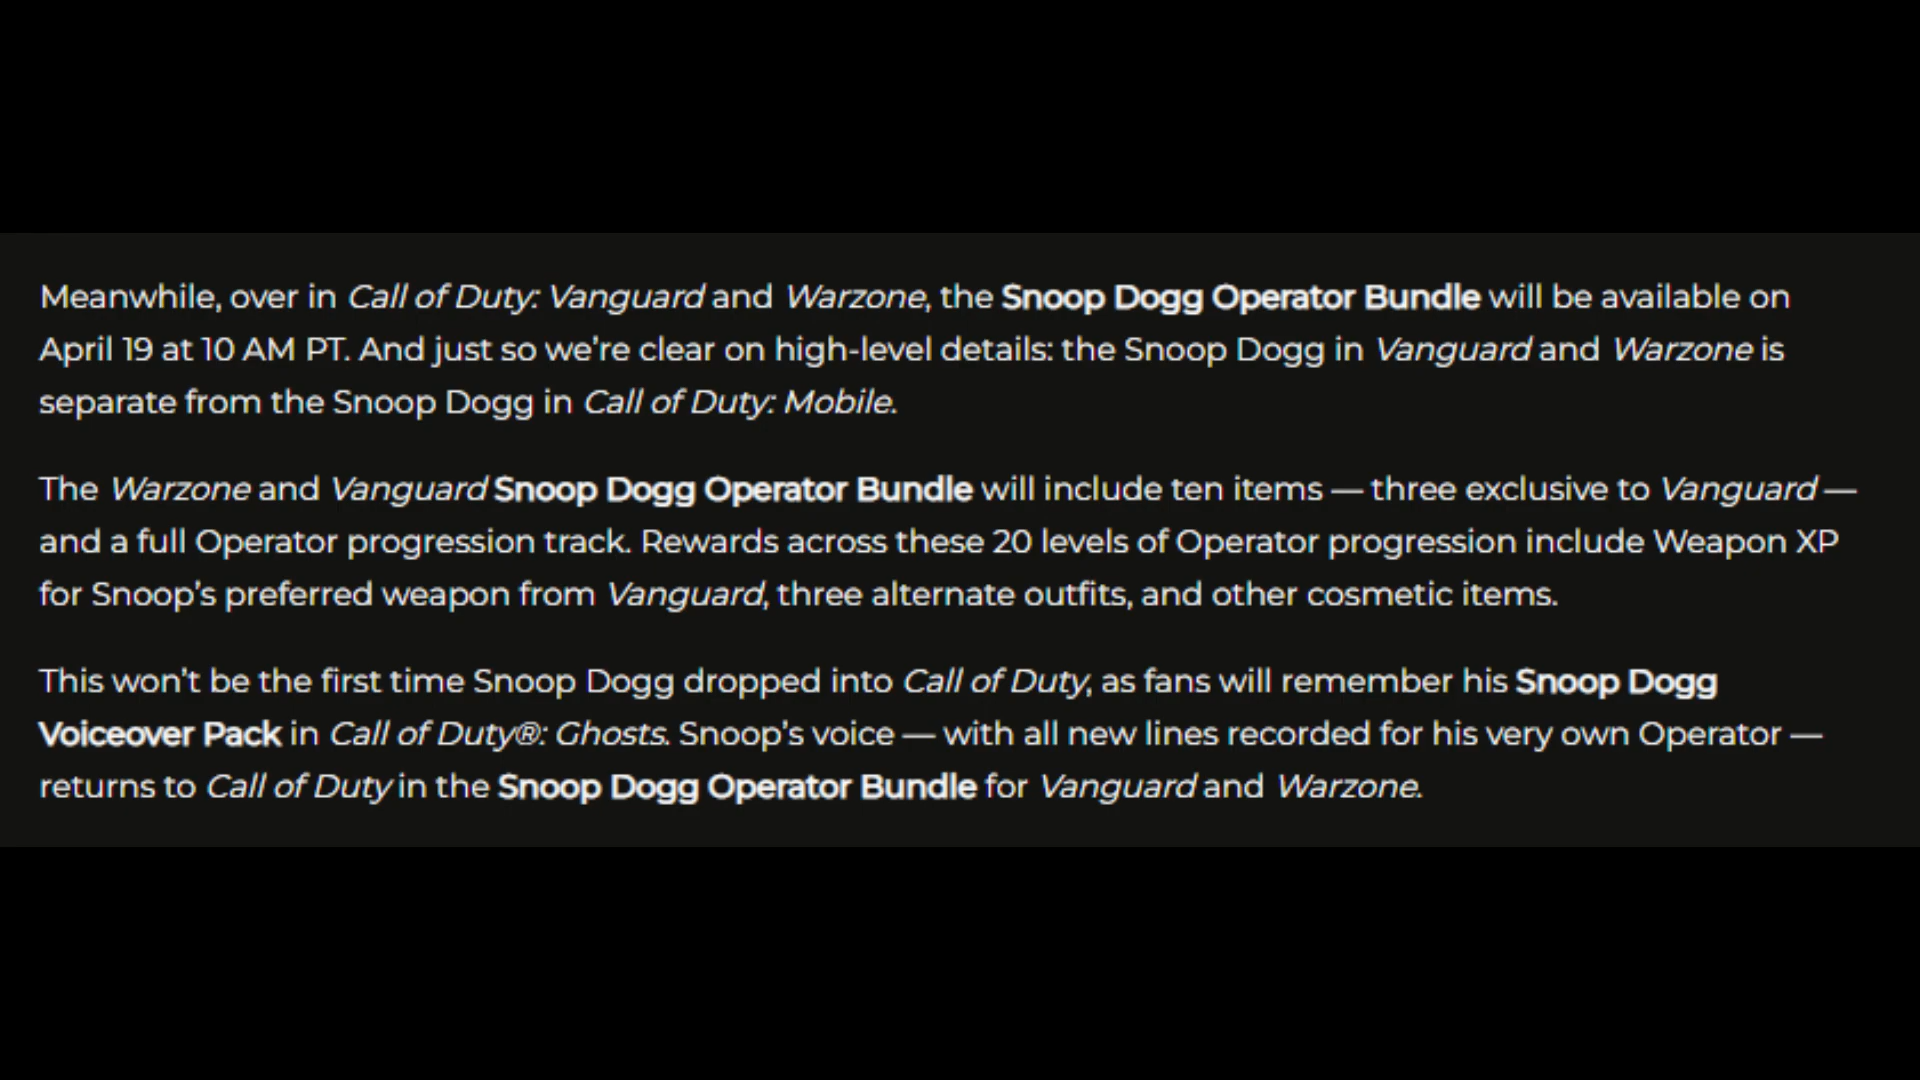 Meanwhile, over in Call of Duty: Vanguard and Warzone, the Snoop Dogg Operator Bundle will be available on
April 19 at 10 AM PT. And just so we’re clear on high-level details: the Snoop Dogg in Vanguard and Warzone is
separate from the Snoop Dogg in Call of Duty: Mobile.
The Warzone and Vanguard Snoop Dogg Operator Bundle will include ten items — three exclusive to Vanguard —
and a full Operator progression track. Rewards across these 20 levels of Operator progression include Weapon XP
for Snoop’s preferred weapon from Vanguard, three alternate outfits, and other cosmetic items.
This won’t be the first time Snoop Dogg dropped into Call of Duty, as fans will remember his Snoop Dogg
Voiceover Pack in Call of Duty®: Ghosts. Snoop’s voice — with all new lines recorded for his very own Operator —
returns to Call of Duty in the Snoop Dogg Operator Bundle for Vanguard and Warzone.